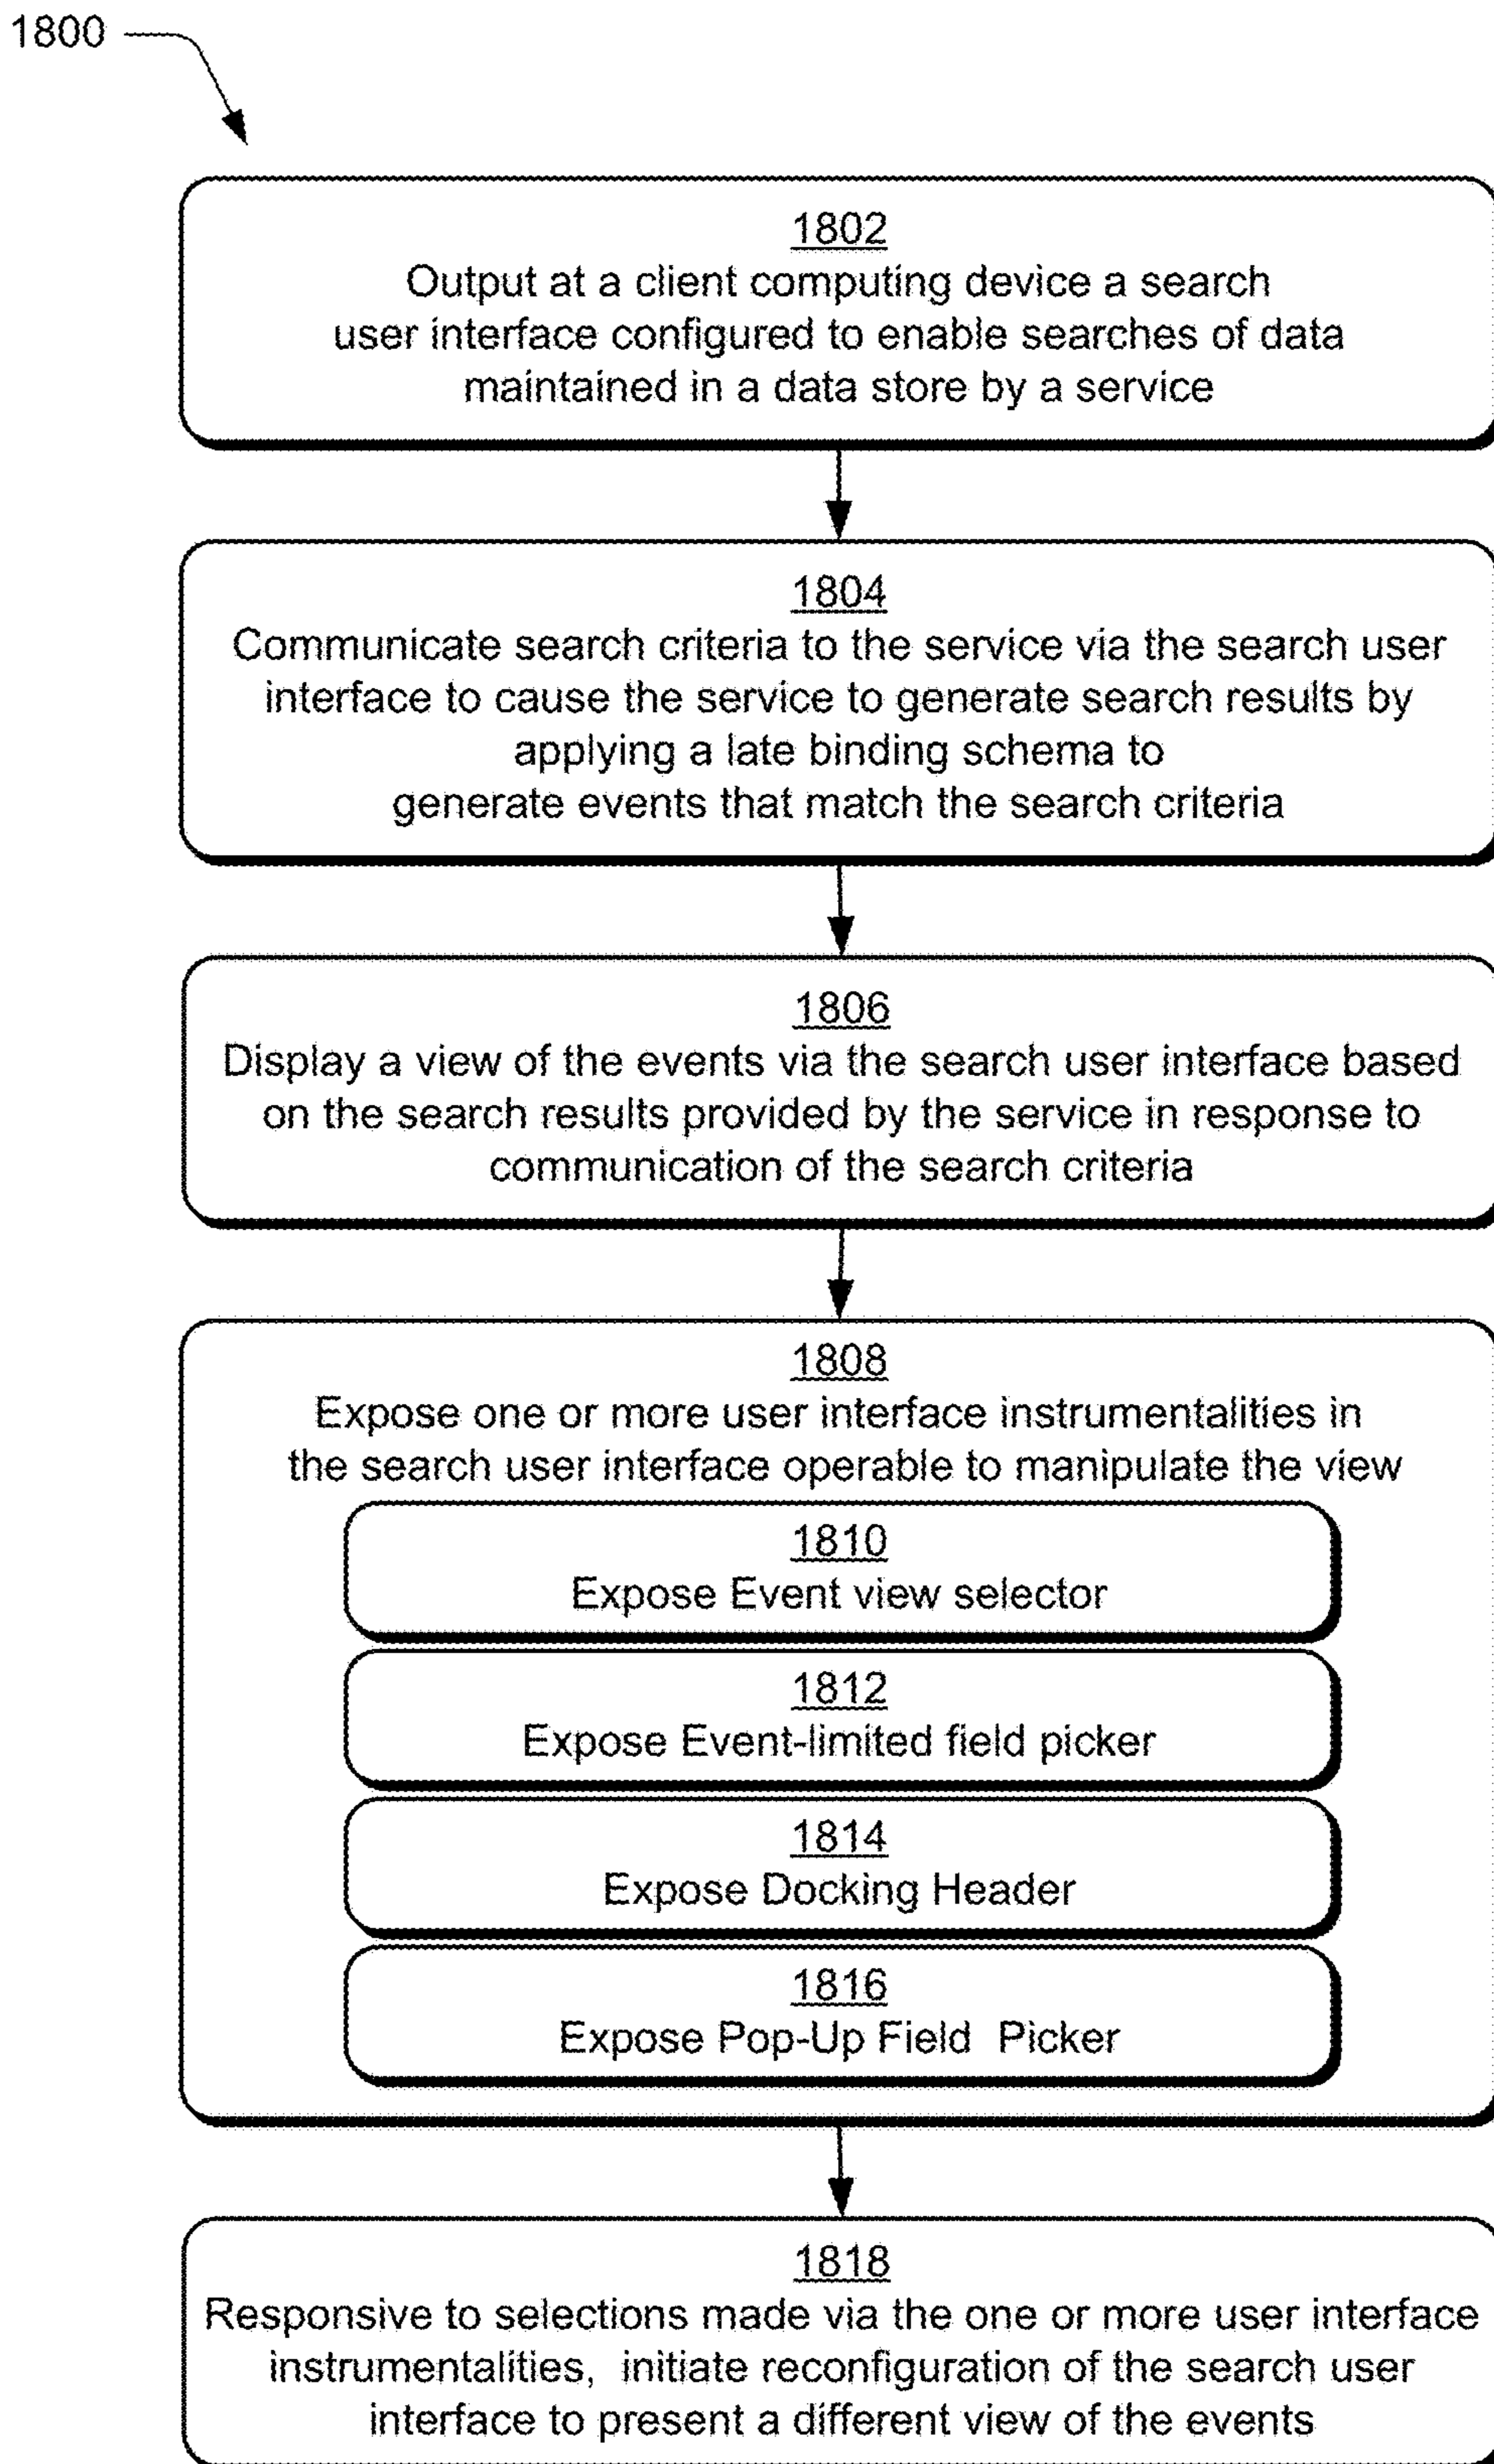 1800
1802
Output at a client computing device a search
user interface configured to enable searches of data
maintained in a data store by a service
1804
Communicate search criteria to the service via the search user
interface to cause the service to generate search results by
applying a late binding schema to
generate events that match the search criteria
1806
Display a view of the events via the search user interface based
on the search results provided by the service in response to
communication of the search criteria
1808
Expose one or more user interface instrumentalities in
the search user interface operable to manipulate the view
1810
Expose Event view selector
1812
Expose Event-limited field picker
1814
Expose Docking Header
1816
Expose Pop-Up Field Picker
1818
Responsive to selections made via the one or more user interface
instrumentalities, initiate reconfiguration of the search user
interface to present a different view of the events